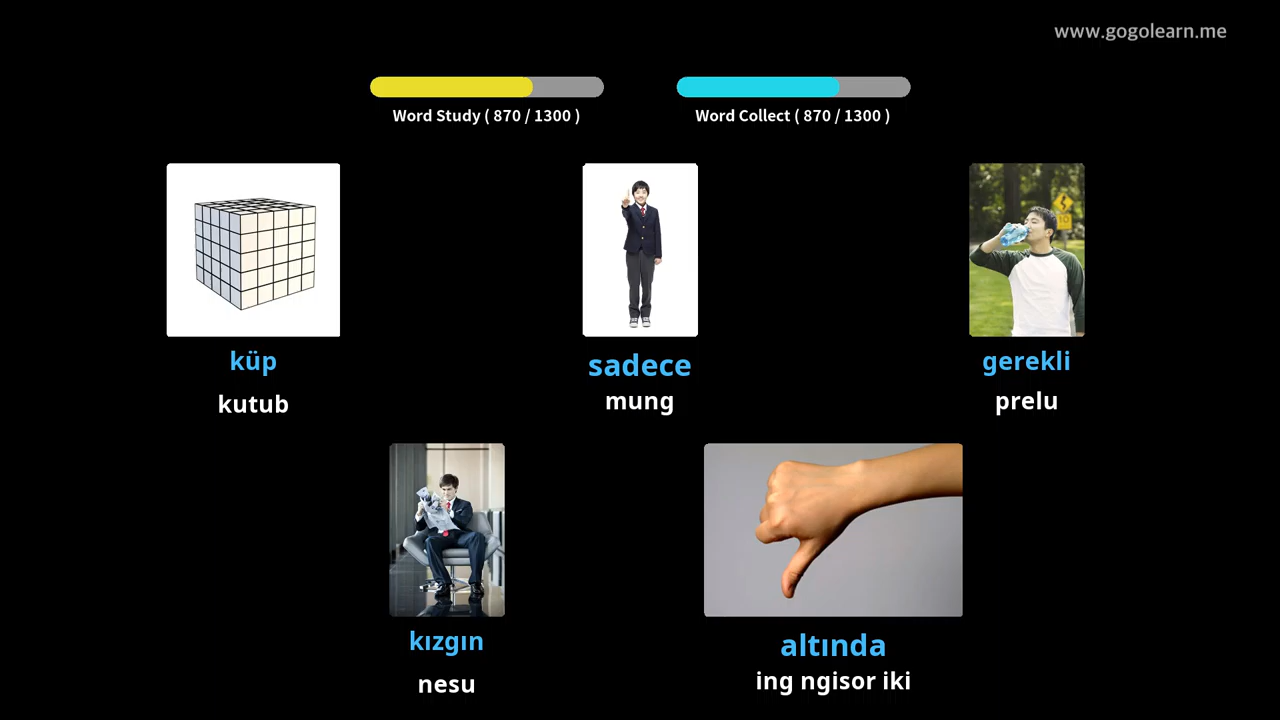 www.gogolearn.me
Word Study ( 870 / 1300 )
Word Collect ( 870 / 1300 )
küp
kutub
sadece
mung
gerekli
prelu
kızgın
nesu
altında
ing ngisor iki